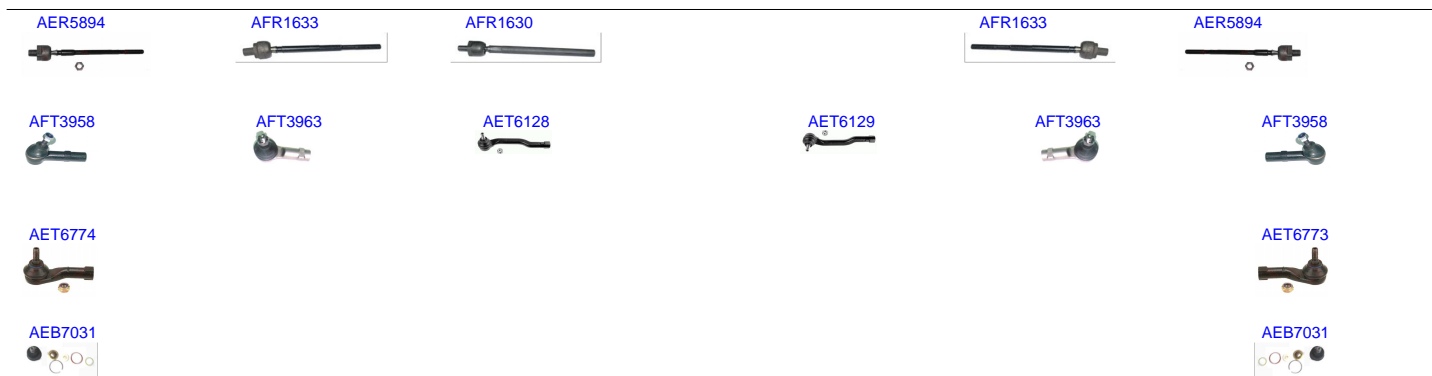 AER5894 AFR1633 AFR1630 AFR1633 AER5894
AFT3958 AFT3963 AET6128 AET6129 AFT3963 AFT3958
AET6774 AET6773
AEB7031 AEB7031